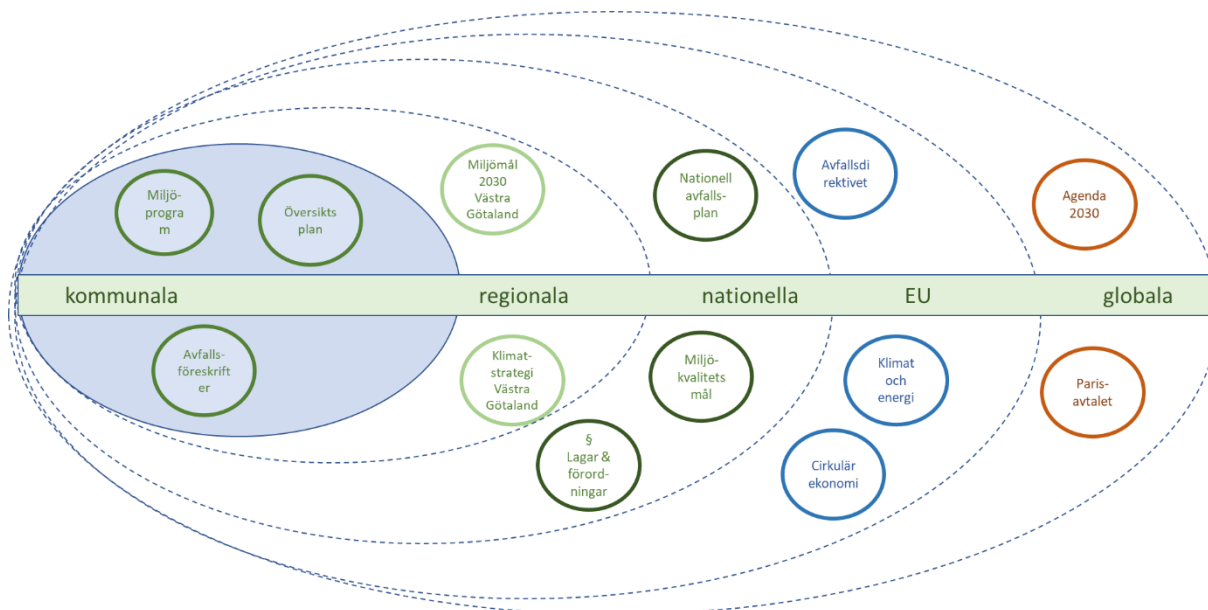 Miljö-
progra
m
Översikts
plan
Miljömål
2030
Västra
Götaland
Nationell
avfalls-
plan
Avfallsdi
rektivet
Agenda
2030
kommunala
regionala
nationella
EU
globala
Avfalls-
föreskrift
er
Klimat-
strategi
Västra
Götaland
§
Lagar &
förord-
ningar
Miljö-
kvalitets
mål
Klimat
och
energi
Cirkulär
ekonomi
Paris-
avtalet